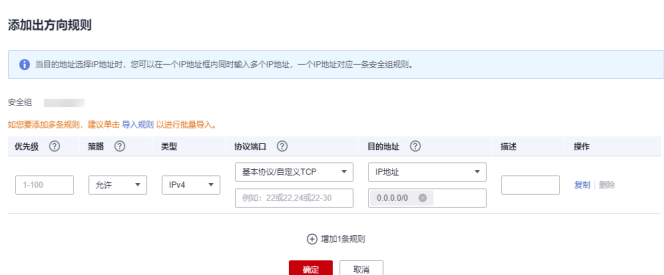 添加出方向规则
当目的地址选择IP地址时，您可以在一个IP地址框内同时输入多个IP地址，一个IP地址对应一条安全组规则。
安全组
如您要添加多条规则，建议单击 导入规则 以进行批量导入。
优先级 策略 类型 协议端口 目的地址 描述 操作
1-100 允许 IPv4 基本协议/自定义TCP IP地址 复制 删除
例如：22或22,24或22-30 0.0.0.0/0
增加1条规则
确定 取消